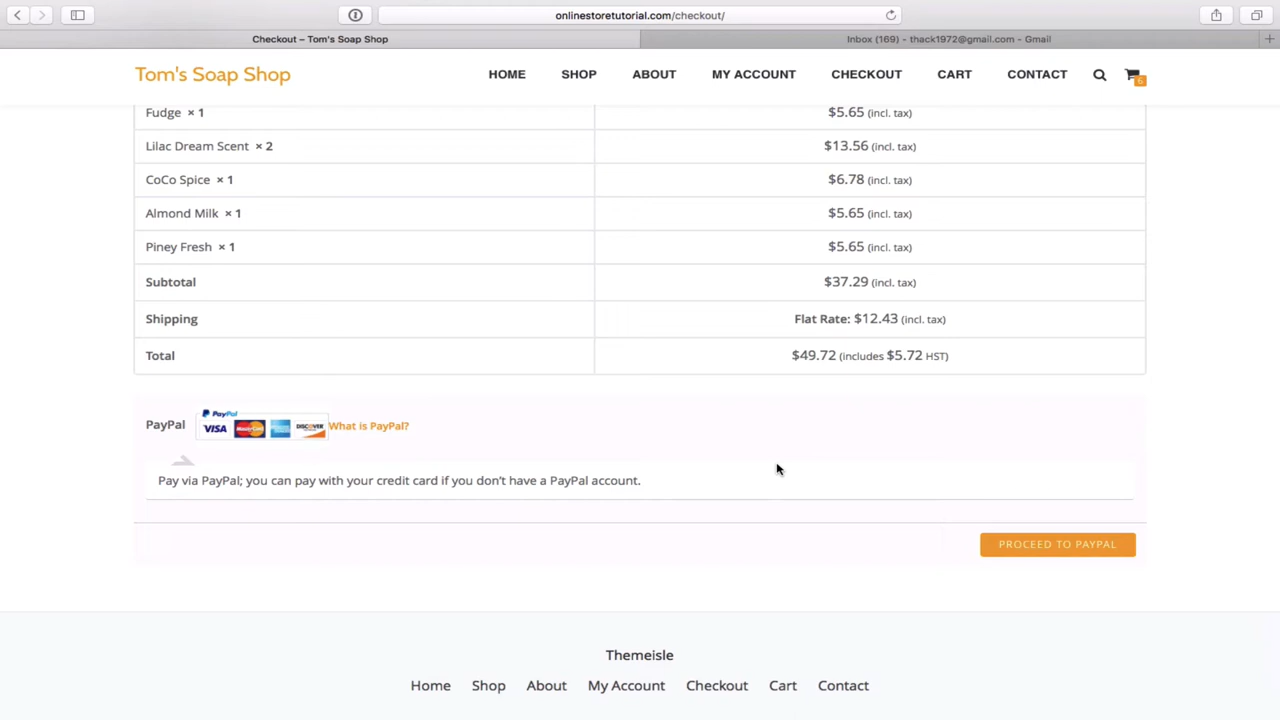 onlinestoretutorial.com/checkout/
Checkout – Tom's Soap Shop
Inbox (169) - thack1972@gmail.com - Gmail
Tom's Soap Shop
HOME
SHOP
ABOUT
MY ACCOUNT
CHECKOUT
CART
CONTACT
6
Fudge × 1 $5.65 (incl. tax)
Lilac Dream Scent × 2 $13.56 (incl. tax)
CoCo Spice × 1 $6.78 (incl. tax)
Almond Milk × 1 $5.65 (incl. tax)
Piney Fresh × 1 $5.65 (incl. tax)
Subtotal $37.29 (incl. tax)
Shipping Flat Rate: $12.43 (incl. tax)
Total $49.72 (includes $5.72 HST)
PayPal
PayPal
VISA MasterCard DISCOVER
What is PayPal?
Pay via PayPal; you can pay with your credit card if you don’t have a PayPal account.
PROCEED TO PAYPAL
Themeisle
Home Shop About My Account Checkout Cart Contact